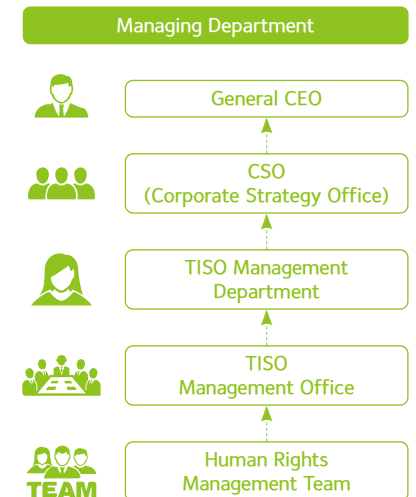 Managing Department
General CEO
CSO
(Corporate Strategy Office)
TISO Management
Department
TISO
Management Office
Human Rights
Management Team
TEAM